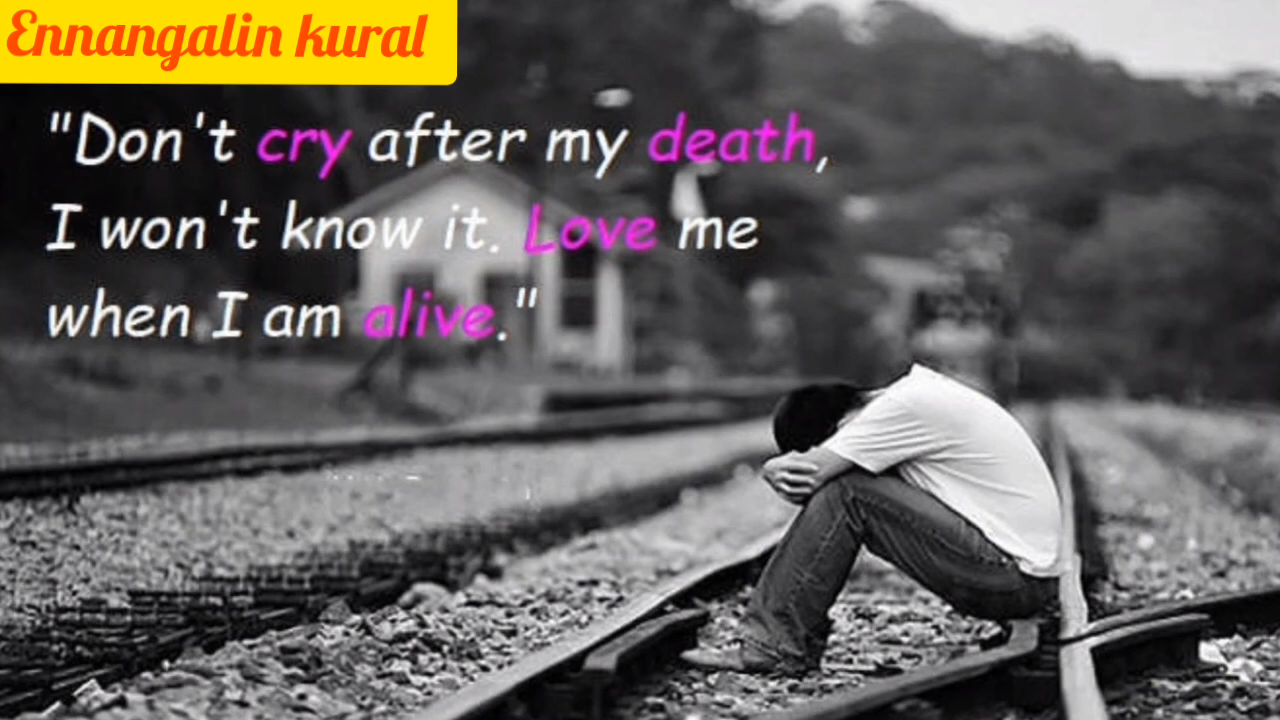 Ennangalin kural
"Don't cry after my death,
I won't know it. Love me
when I am alive."